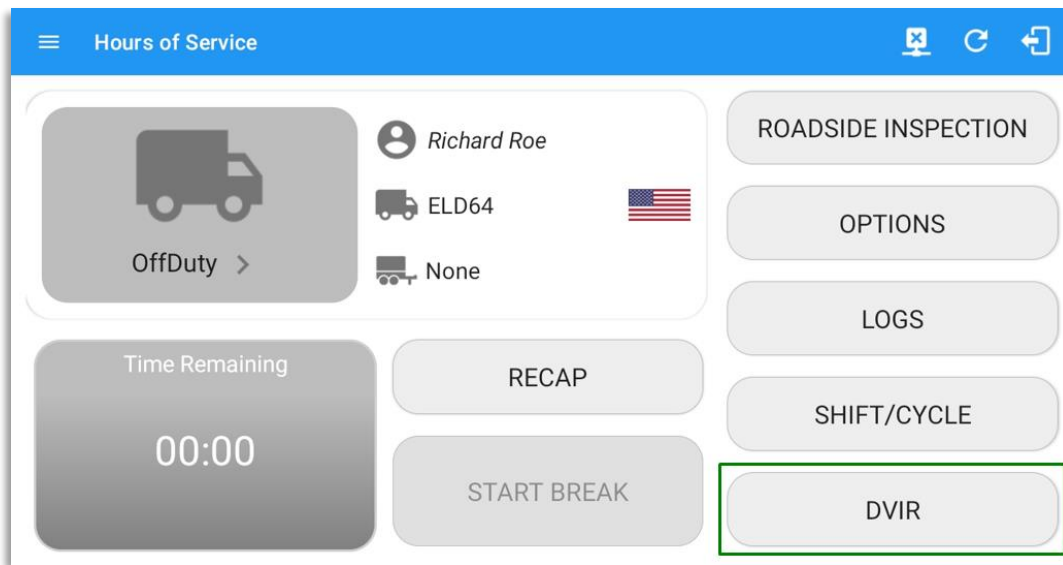 Hours of Service
OffDuty
Richard Roe
ELD64
None
Time Remaining
00:00
RECAP
START BREAK
ROADSIDE INSPECTION
OPTIONS
LOGS
SHIFT/CYCLE
DVIR